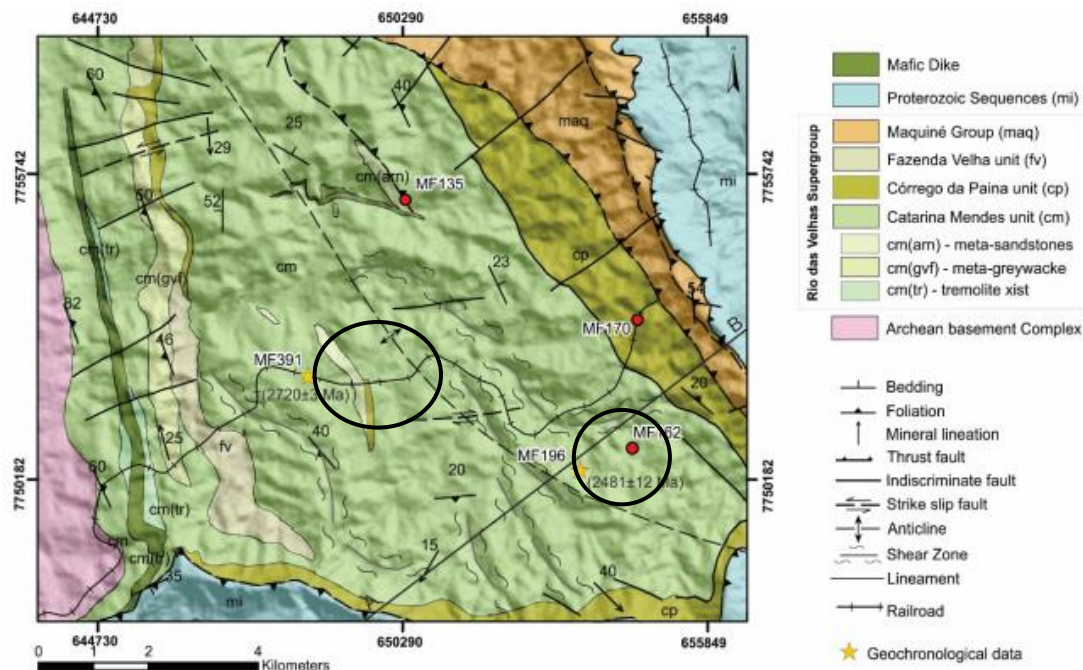 644730 650290 655849
60
40
25
maq
29
7755742
cm(arn)
MF135
mi
7755742
50
52
cm(tr)
cm(gvf)
cm
cp
23
54
82
MF170
B
46
MF391
(2720±3 Ma)
20
25
40
MF162
fv
MF196
60
20
(2481±12 Ma)
7750182
7750182
cm(tr)
cm
cm(tr)
15
35
40
mi
cp
644730 650290 655849
0 1 2 4
Kilometers
Mafic Dike
Proterozoic Sequences (mi)
Rio das Velhas Supergroup
Maquiné Group (maq)
Fazenda Velha unit (fv)
Córrego da Paina unit (cp)
Catarina Mendes unit (cm)
cm(arn) - meta-sandstones
cm(gvf) - meta-greywacke
cm(tr) - tremolite xist
Archean basement Complex
Bedding
Foliation
Mineral lineation
Thrust fault
Indiscriminate fault
Strike slip fault
Anticline
Shear Zone
Lineament
Railroad
Geochronological data